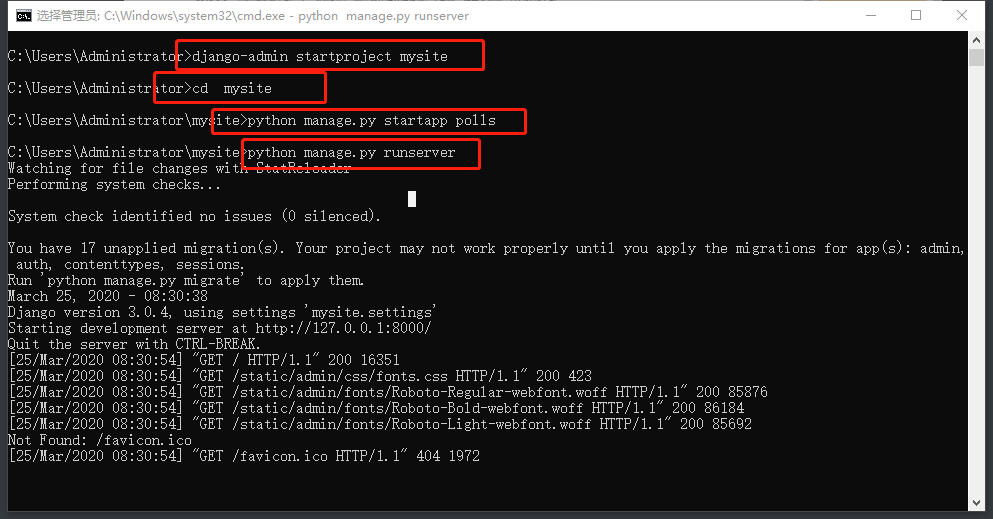 选择管理员: C:\Windows\system32\cmd.exe - python  manage.py runserver
C:\Users\Administrator>django-admin startproject mysite
C:\Users\Administrator>cd  mysite
C:\Users\Administrator\mysite>python manage.py startapp polls
C:\Users\Administrator\mysite>python manage.py runserver
Watching for file changes with StatReloader
Performing system checks...
System check identified no issues (0 silenced).
You have 17 unapplied migration(s). Your project may not work properly until you apply the migrations for app(s): admin,
 auth, contenttypes, sessions.
Run 'python manage.py migrate' to apply them.
March 25, 2020 - 08:30:38
Django version 3.0.4, using settings 'mysite.settings'
Starting development server at http://127.0.0.1:8000/
Quit the server with CTRL-BREAK.
[25/Mar/2020 08:30:54] "GET / HTTP/1.1" 200 16351
[25/Mar/2020 08:30:54] "GET /static/admin/css/fonts.css HTTP/1.1" 200 423
[25/Mar/2020 08:30:54] "GET /static/admin/fonts/Roboto-Regular-webfont.woff HTTP/1.1" 200 85876
[25/Mar/2020 08:30:54] "GET /static/admin/fonts/Roboto-Bold-webfont.woff HTTP/1.1" 200 86184
[25/Mar/2020 08:30:54] "GET /static/admin/fonts/Roboto-Light-webfont.woff HTTP/1.1" 200 85692
Not Found: /favicon.ico
[25/Mar/2020 08:30:54] "GET /favicon.ico HTTP/1.1" 404 1972